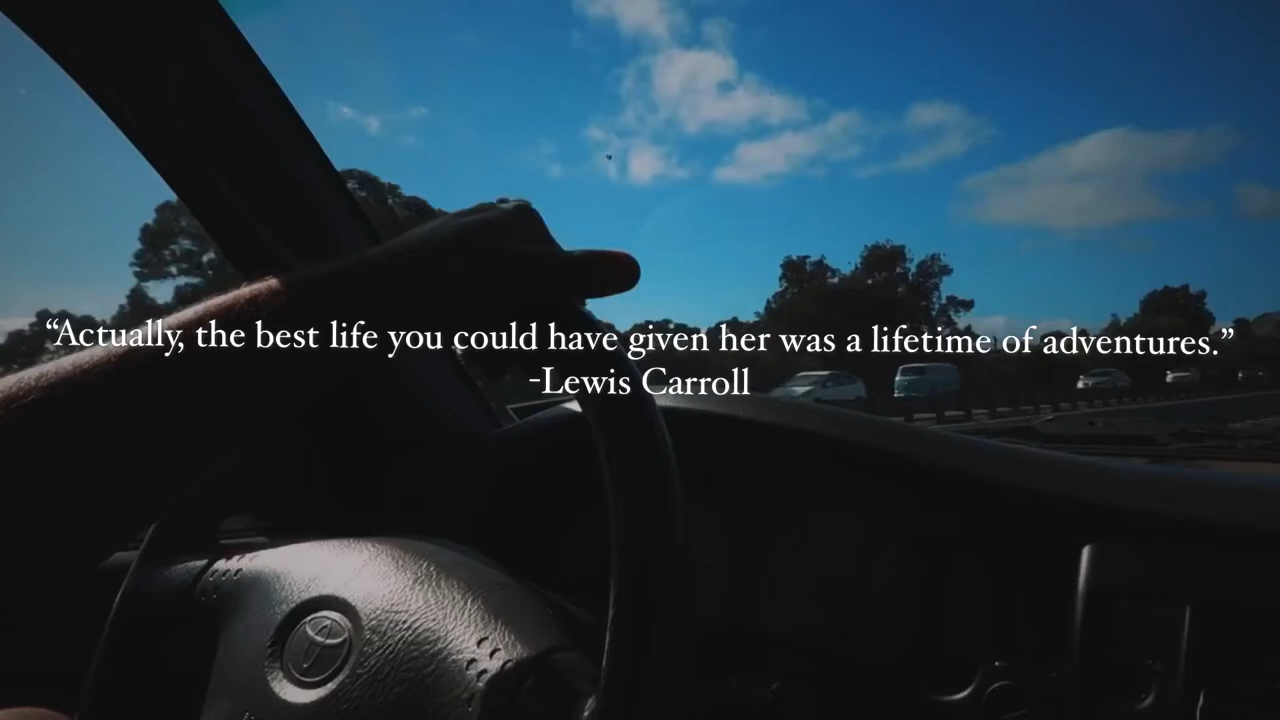 “Actually, the best life you could have given her was a lifetime of adventures.”
-Lewis Carroll